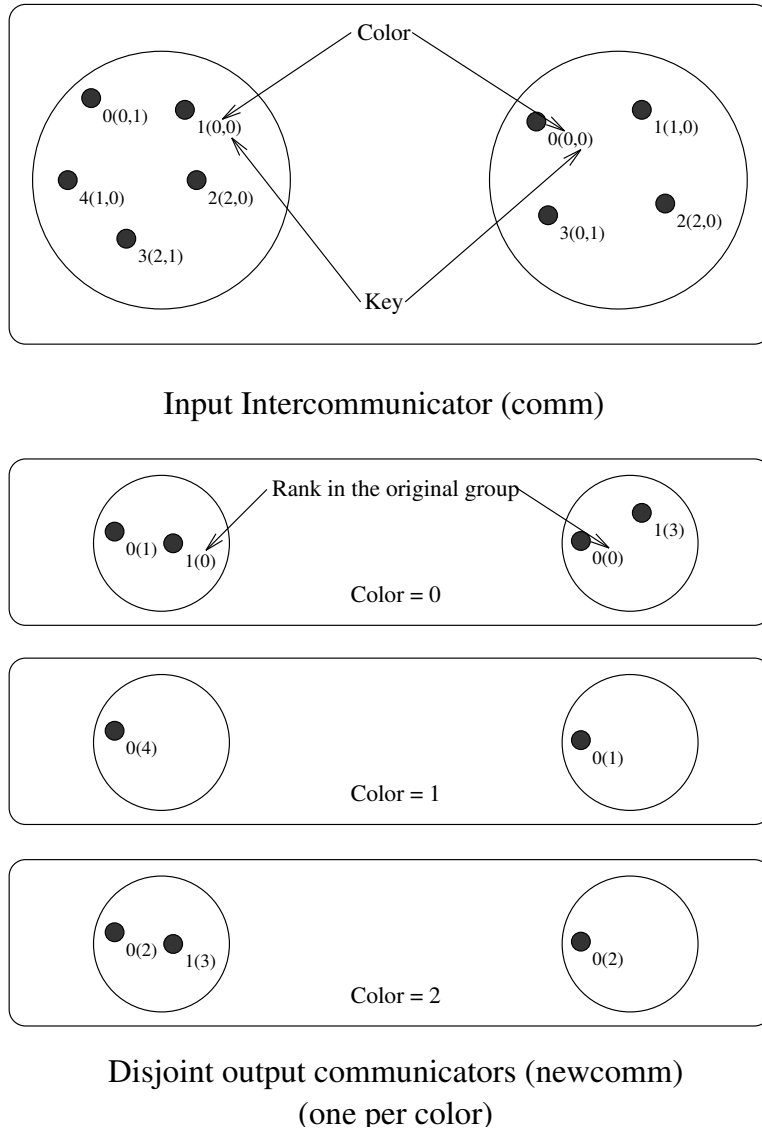 Color
0(0,1)
1(0,0)
0(0,0)
1(1,0)
4(1,0)
2(2,0)
3(0,1)
2(2,0)
3(2,1)
Key
Input Intercommunicator (comm)
Rank in the original group
0(1)
1(0)
0(0)
1(3)
Color = 0
0(4)
0(1)
Color = 1
0(2)
1(3)
0(2)
Color = 2
Disjoint output communicators (newcomm)
(one per color)